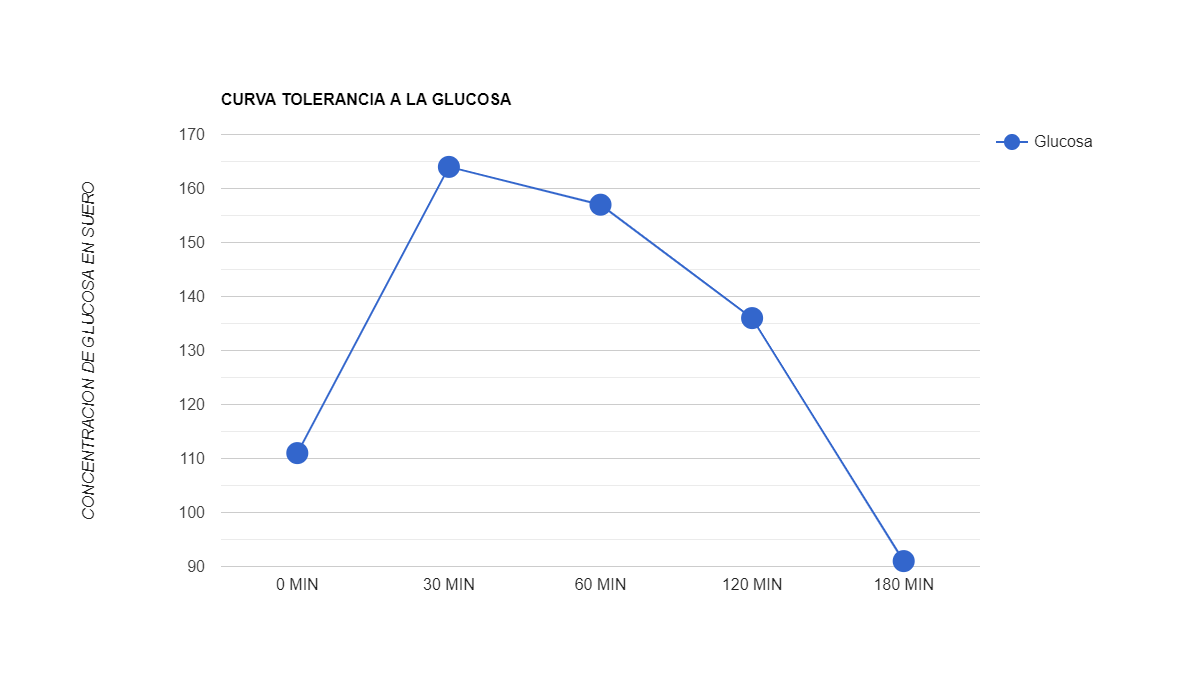 CURVA TOLERANCIA A LA GLUCOSA
Glucosa
CONCENTRACION DE GLUCOSA EN SUERO
170
160
150
140
130
120
110
100
90
0 MIN
30 MIN
60 MIN
120 MIN
180 MIN